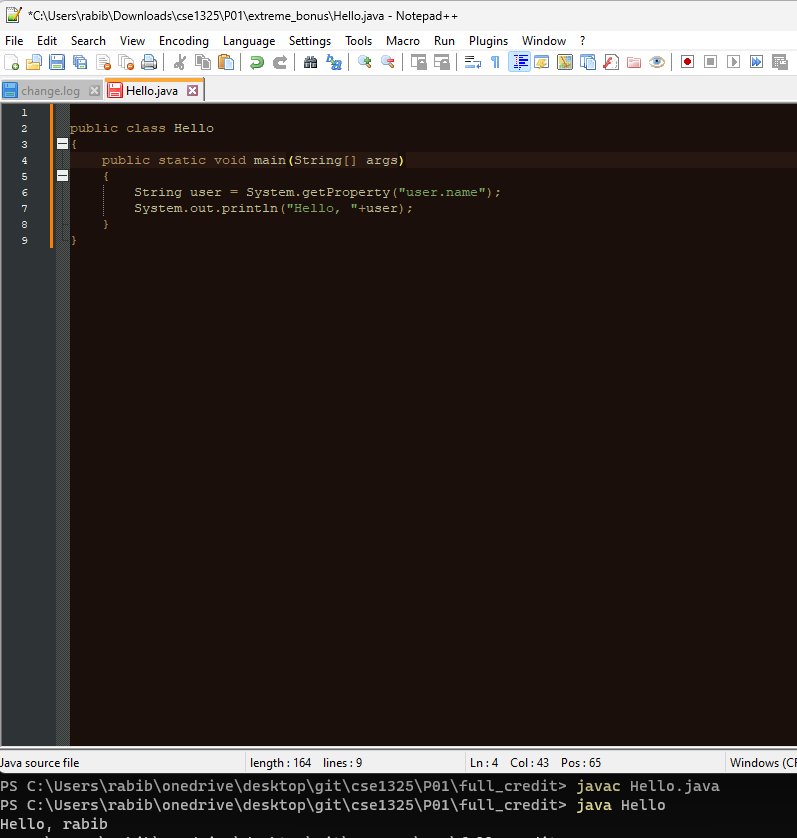 *C:\Users\rabib\Downloads\cse1325\P01\extreme_bonus\Hello.java - Notepad++
File Edit Search View Encoding Language Settings Tools Macro Run Plugins Window ?
change.log Hello.java
1
2 public class Hello
3 {
4 public static void main(String[] args)
5 {
6 String user = System.getProperty("user.name");
7 System.out.println("Hello, "+user);
8 }
9 }
Java source file length : 164 lines : 9 Ln : 4 Col : 43 Pos : 65 Windows (CR
PS C:\Users\rabib\onedrive\desktop\git\cse1325\P01\full_credit> javac Hello.java
PS C:\Users\rabib\onedrive\desktop\git\cse1325\P01\full_credit> java Hello
Hello, rabib